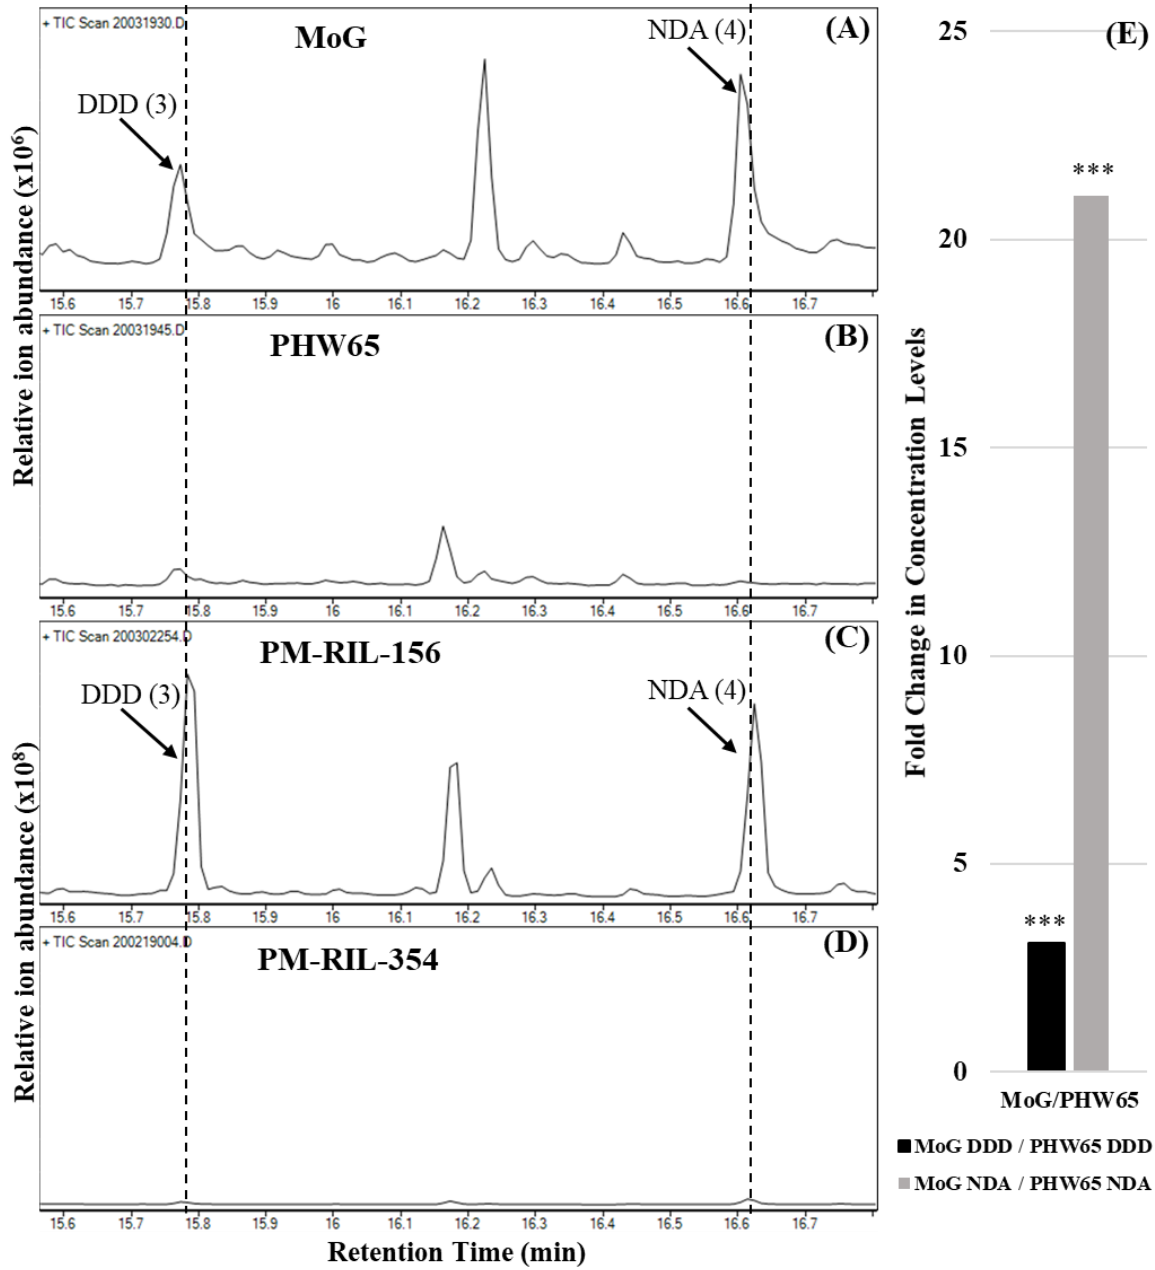 + TIC Scan 20031930.D
MoG
(A)
DDD (3)
NDA (4)
15.6 15.7 15.8 15.9 16 16.1 16.2 16.3 16.4 16.5 16.6 16.7
Relative ion abundance (x10⁶)
+ TIC Scan 20031945.D
PHW65
(B)
15.6 15.7 15.8 15.9 16 16.1 16.2 16.3 16.4 16.5 16.6 16.7
+ TIC Scan 200302254.D
PM-RIL-156
(C)
DDD (3)
NDA (4)
15.6 15.7 15.8 15.9 16 16.1 16.2 16.3 16.4 16.5 16.6 16.7
Relative ion abundance (x10⁸)
+ TIC Scan 200219004.D
PM-RIL-354
(D)
15.6 15.7 15.8 15.9 16 16.1 16.2 16.3 16.4 16.5 16.6 16.7
Retention Time (min)
(E)
Fold Change in Concentration Levels
25
20
15
10
5
0
***
***
MoG/PHW65
MoG DDD / PHW65 DDD
MoG NDA / PHW65 NDA